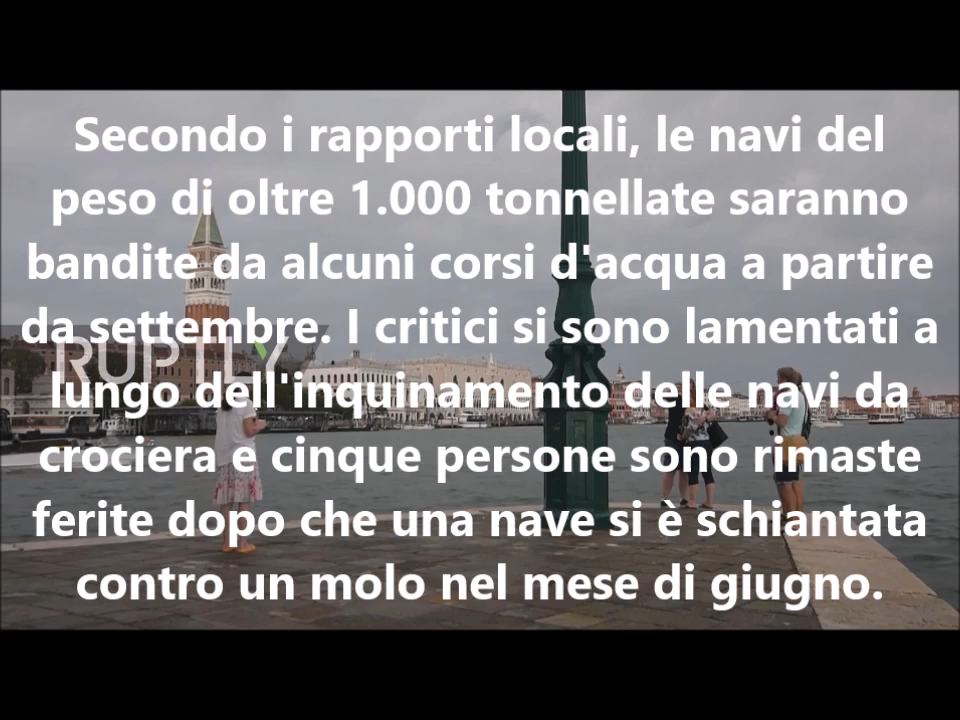 Secondo i rapporti locali, le navi del
peso di oltre 1.000 tonnellate saranno
bandite da alcuni corsi d'acqua a partire
da settembre. I critici si sono lamentati a
RUPTLY
lungo dell'inquinamento delle navi da
crociera e cinque persone sono rimaste
ferite dopo che una nave si è schiantata
contro un molo nel mese di giugno.